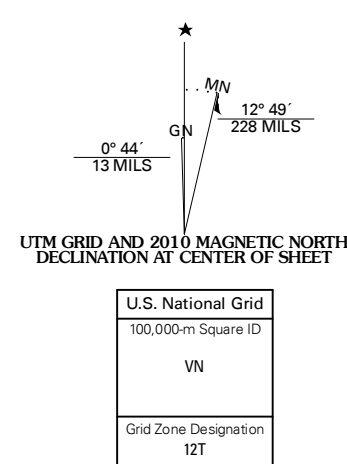 ★
MN
12° 49´
228 MILS
GN
0° 44´
13 MILS
UTM GRID AND 2010 MAGNETIC NORTH
DECLINATION AT CENTER OF SHEET
U.S. National Grid
100,000-m Square ID
VN
Grid Zone Designation
12T